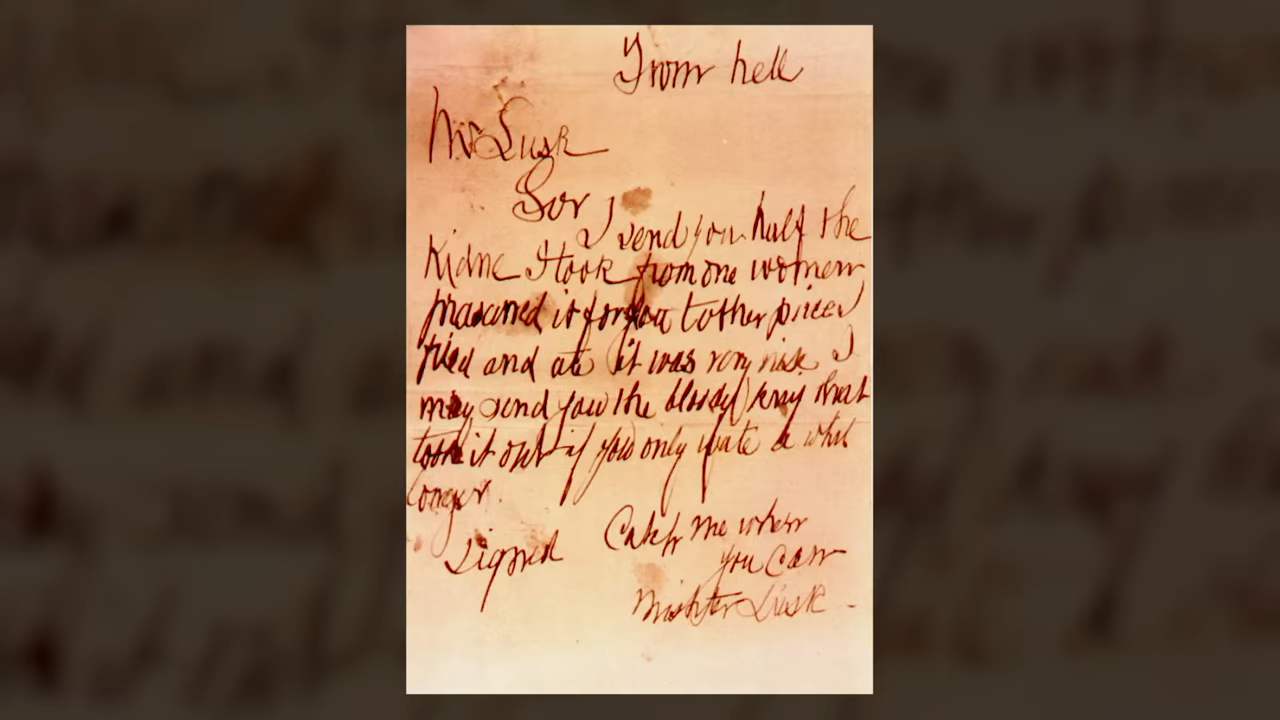 From hell
Mr Lusk
Sor
I send you half the
Kidne I took from one women
prasarved it for you tother piece I
fried and ate it was very nise I
may send you the bloody knif that
took it out if you only wate a whil
longer.
signed
Catch me when
you can
Mishter Lusk